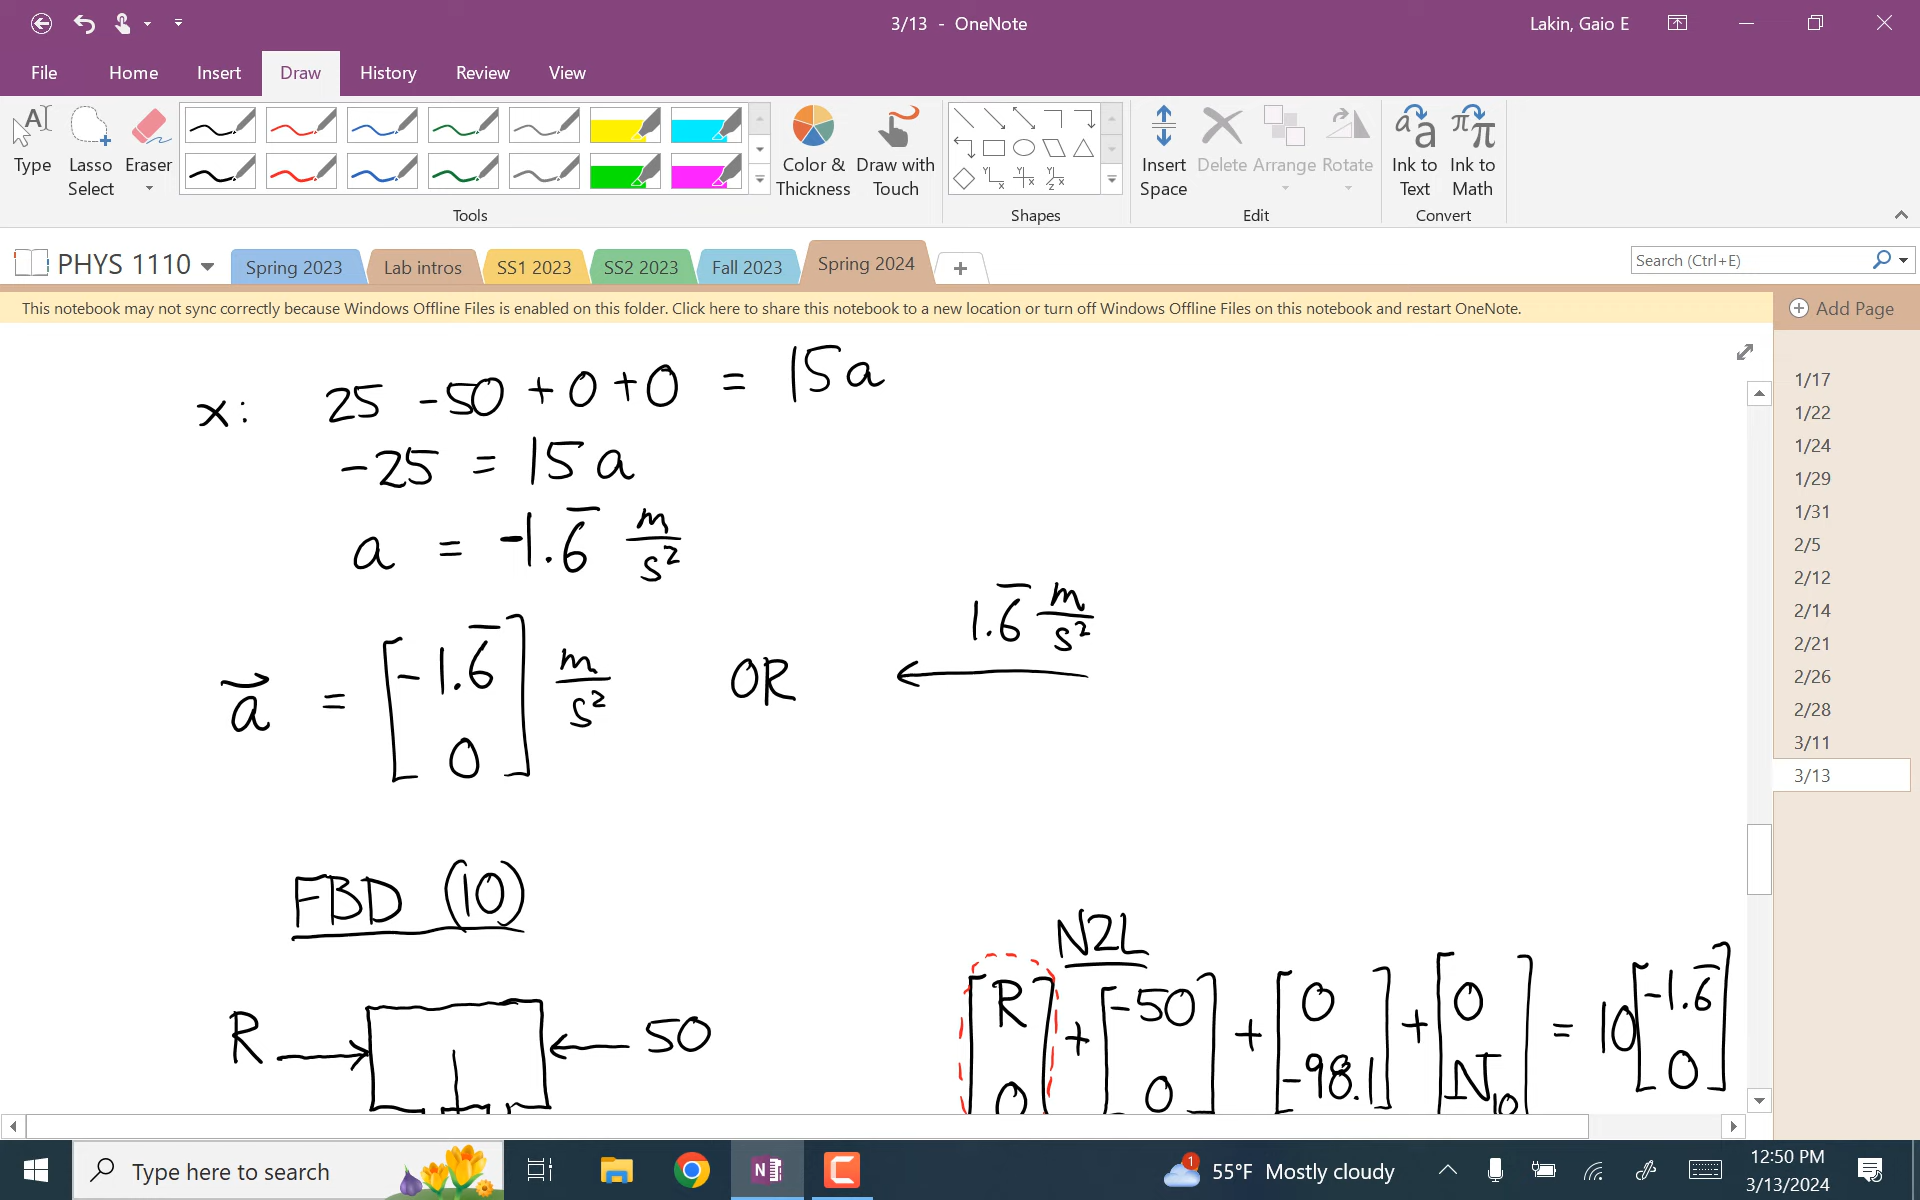 3/13 - OneNote
Lakin, Gaio E
File Home Insert Draw History Review View
Type
Lasso Select
Eraser
Color & Thickness
Draw with Touch
Insert Space
Delete
Arrange
Rotate
Ink to Text
Ink to Math
Tools Shapes Edit Convert
PHYS 1110 Spring 2023 Lab intros SS1 2023 SS2 2023 Fall 2023 Spring 2024 +
Search (Ctrl+E)
This notebook may not sync correctly because Windows Offline Files is enabled on this folder. Click here to share this notebook to a new location or turn off Windows Offline Files on this notebook and restart OneNote.
Add Page
1/17
1/22
1/24
1/29
1/31
2/5
2/12
2/14
2/21
2/26
2/28
3/11
3/13
x: 25 -50 + 0 + 0 = 15a
-25 = 15a
a = -1.6̅ m/s²
a⃗ = [-1.6̅ 0] m/s² OR 1.6̅ m/s² ←
FBD (10)
N2L
R → ← 50
[R 0] + [-50 0] + [0 -98.1] + [0 N₁₀] = 10[-1.6̅ 0]
Type here to search
1
55°F Mostly cloudy
12:50 PM
3/13/2024